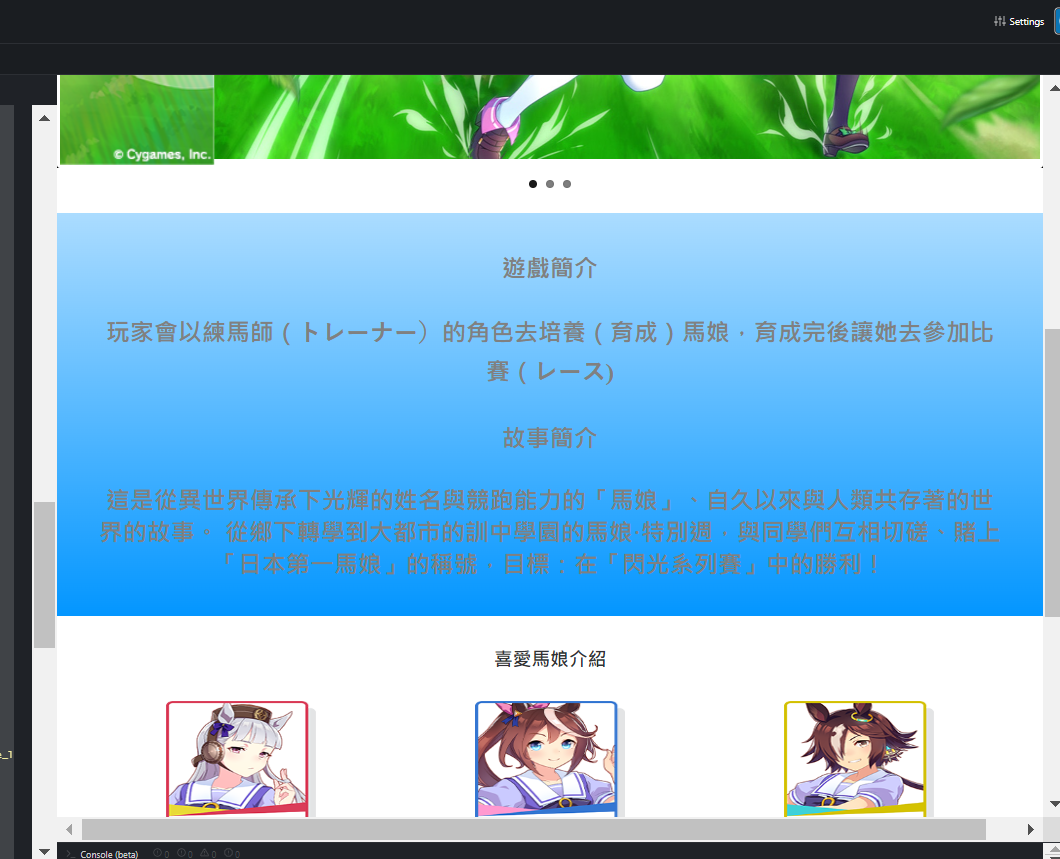 Settings
© Cygames, Inc.
遊戲簡介
玩家會以練馬師（トレーナー）的角色去培養（育成）馬娘，育成完後讓她去參加比
賽（レース)
故事簡介
這是從異世界傳承下光輝的姓名與競跑能力的「馬娘」、自久以來與人類共存著的世
界的故事。 從鄉下轉學到大都市的訓中學園的馬娘·特別週，與同學們互相切磋、賭上
「日本第一馬娘」的稱號，目標：在「閃光系列賽」中的勝利！
喜愛馬娘介紹
e_1
Console (beta)
0 0 0 0